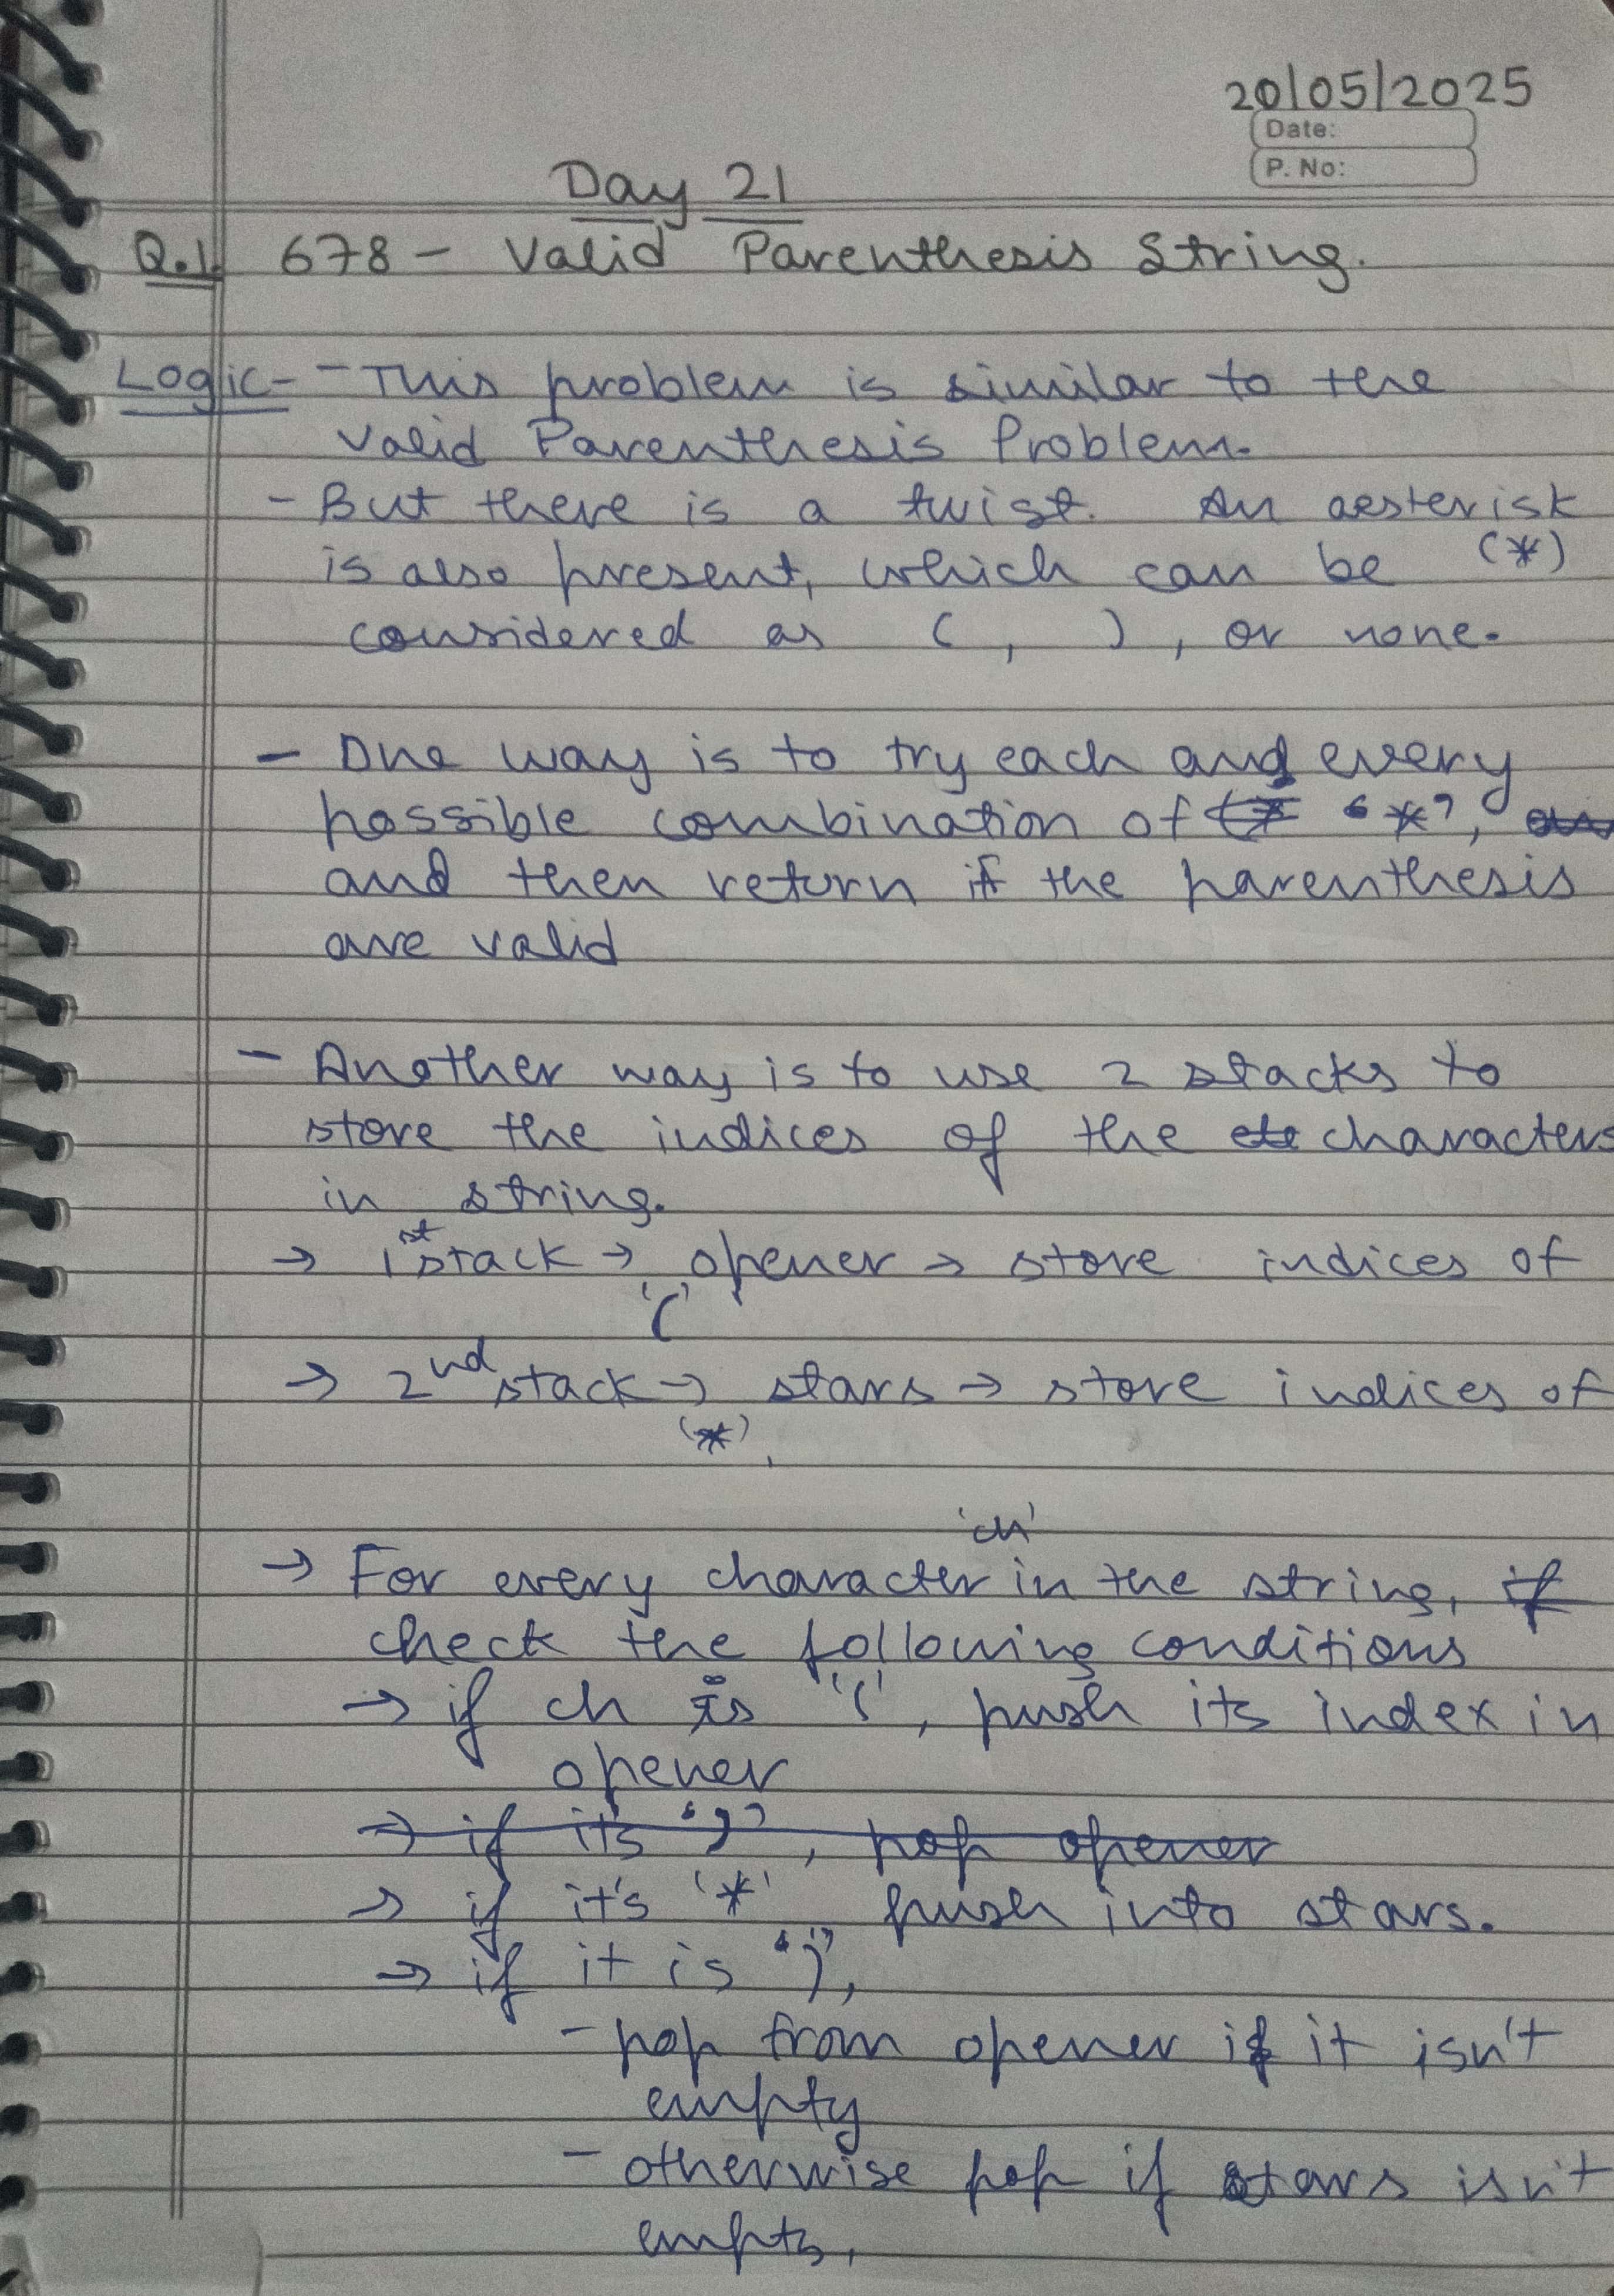 20/05/2025
Date:
P. No:
Day 21
Q.1. 678 - Valid Parenthesis String.
Logic - - This problem is similar to the
Valid Parenthesis Problem.
- But there is a twist. An aesterisk
is also present, which can be (*)
considered as ( , ) , or none.
- One way is to try each and every
possible combination of '*',
and then return if the parenthesis
are valid
- Another way is to use 2 stacks to
store the indices of the characters
in string.
→ 1st stack → opener → store indices of
'('
→ 2nd stack → stars → store indices of
(*)
'ch'
→ For every character in the string, if
check the following conditions
→ if ch is '(', push its index in
opener
→ if it's ')', pop opener
→ if it's '*' push into stars.
→ if it is ')',
- pop from opener if it isn't
empty
- otherwise pop if stars isn't
empty.